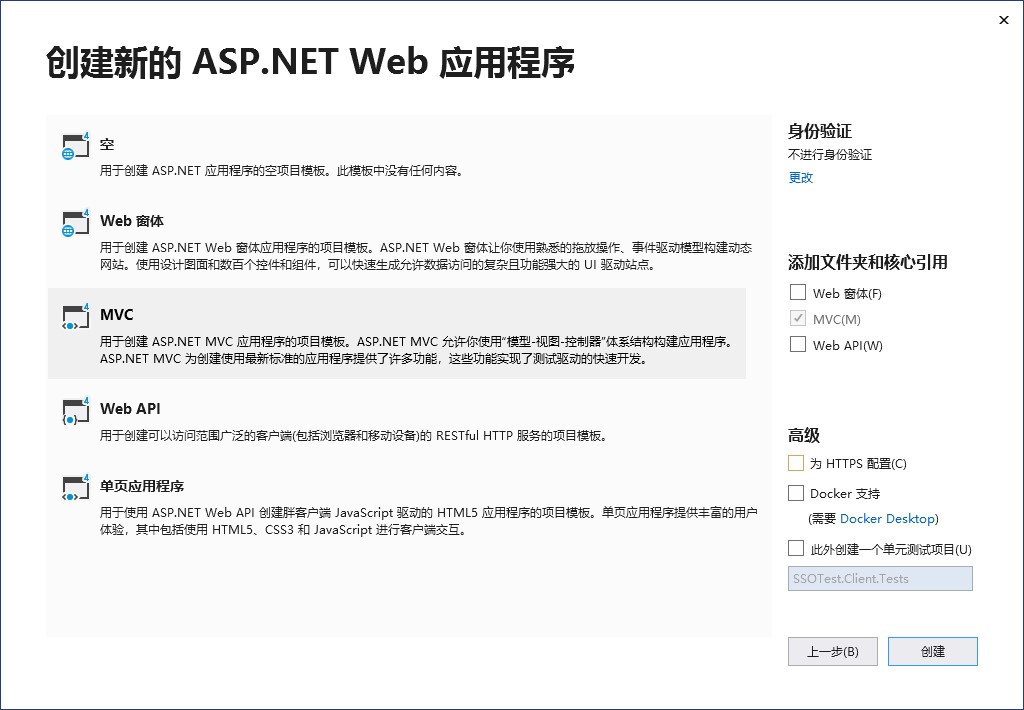 创建新的 ASP.NET Web 应用程序
空
用于创建 ASP.NET 应用程序的空项目模板。此模板中没有任何内容。
Web 窗体
用于创建 ASP.NET Web 窗体应用程序的项目模板。ASP.NET Web 窗体让你使用熟悉的拖放操作、事件驱动模型构建动态
网站。使用设计图面和数百个控件和组件，可以快速生成允许数据访问的复杂且功能强大的 UI 驱动站点。
MVC
用于创建 ASP.NET MVC 应用程序的项目模板。ASP.NET MVC 允许你使用“模型-视图-控制器”体系结构构建应用程序。
ASP.NET MVC 为创建使用最新标准的应用程序提供了许多功能，这些功能实现了测试驱动的快速开发。
Web API
用于创建可以访问范围广泛的客户端(包括浏览器和移动设备)的 RESTful HTTP 服务的项目模板。
单页应用程序
用于使用 ASP.NET Web API 创建胖客户端 JavaScript 驱动的 HTML5 应用程序的项目模板。单页应用程序提供丰富的用户
体验，其中包括使用 HTML5、CSS3 和 JavaScript 进行客户端交互。
身份验证
不进行身份验证
更改
添加文件夹和核心引用
Web 窗体(F)
MVC(M)
Web API(W)
高级
为 HTTPS 配置(C)
Docker 支持
(需要 Docker Desktop)
此外创建一个单元测试项目(U)
SSOTest.Client.Tests
上一步(B)
创建